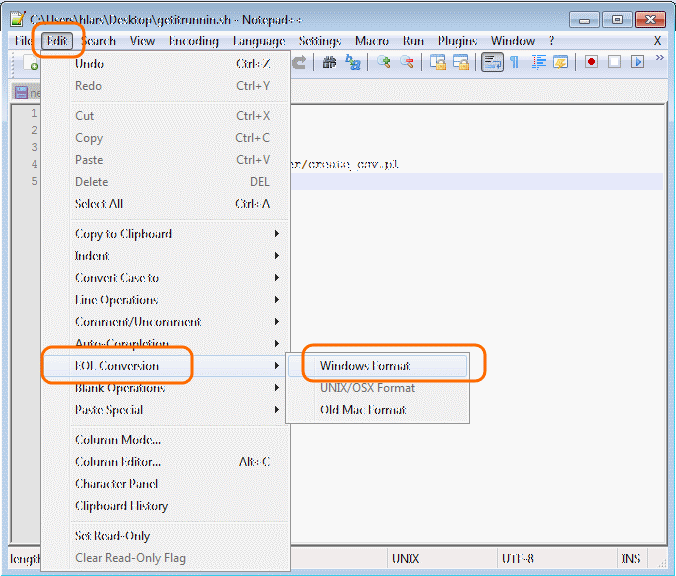 C:\Users\hlars\Desktop\getitrunnin.sh - Notepad++
File Edit Search View Encoding Language Settings Macro Run Plugins Window ? X
ne
Undo Ctrl+Z
Redo Ctrl+Y
1
Cut Ctrl+X
2
Copy Ctrl+C
3
Paste Ctrl+V
4 er/create_csv.pl
Delete DEL
5
Select All Ctrl+A
Copy to Clipboard
Indent
Convert Case to
Line Operations
Comment/Uncomment
Auto-Completion
EOL Conversion Windows Format
Blank Operations UNIX/OSX Format
Paste Special Old Mac Format
Column Mode...
Column Editor... Alt+C
Character Panel
Clipboard History
Set Read-Only
Clear Read-Only Flag
length UNIX UTF-8 INS